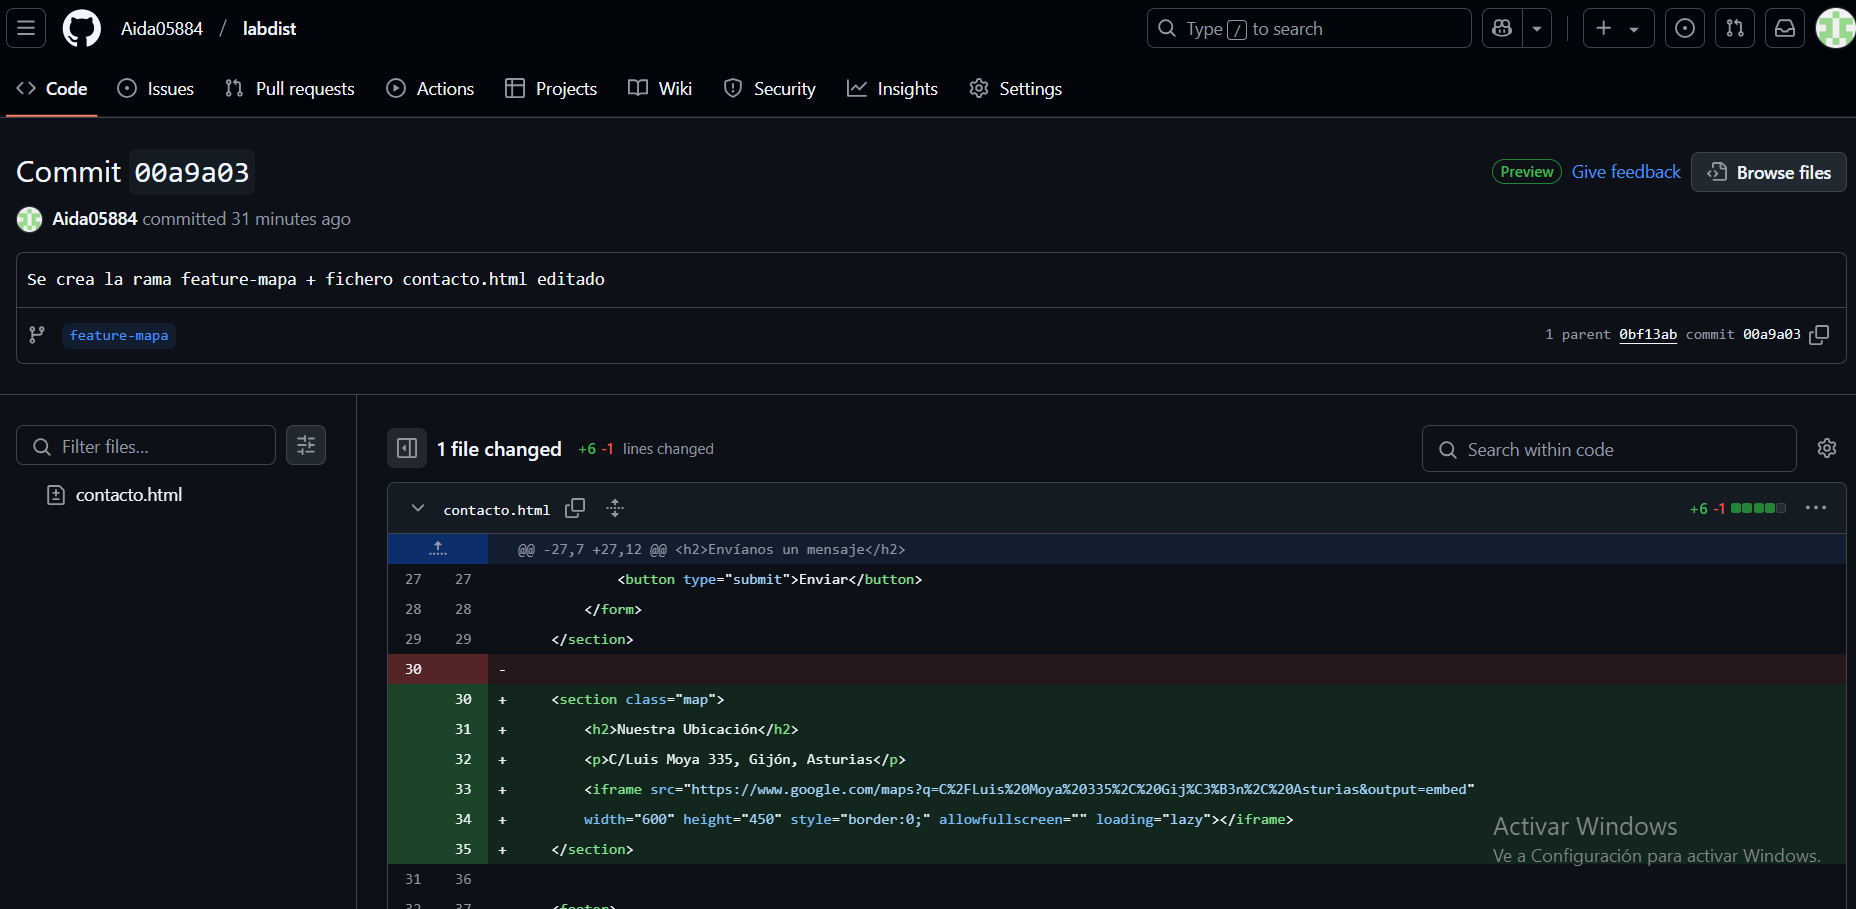 Aida05884 / labdist
Type / to search
Code Issues Pull requests Actions Projects Wiki Security Insights Settings
Commit 00a9a03
Preview Give feedback Browse files
Aida05884 committed 31 minutes ago
Se crea la rama feature-mapa + fichero contacto.html editado
feature-mapa
1 parent 0bf13ab commit 00a9a03
Filter files...
contacto.html
1 file changed +6 -1 lines changed
Search within code
contacto.html
+6 -1
@@ -27,7 +27,12 @@ <h2>Envíanos un mensaje</h2>
27 27 <button type="submit">Enviar</button>
28 28 </form>
29 29 </section>
30 -
30 + <section class="map">
31 + <h2>Nuestra Ubicación</h2>
32 + <p>C/Luis Moya 335, Gijón, Asturias</p>
33 + <iframe src="https://www.google.com/maps?q=C%2FLuis%20Moya%20335%2C%20Gij%C3%B3n%2C%20Asturias&output=embed"
34 + width="600" height="450" style="border:0;" allowfullscreen="" loading="lazy"></iframe>
35 + </section>
31 36
32 37 <footer>
Activar Windows
Ve a Configuración para activar Windows.